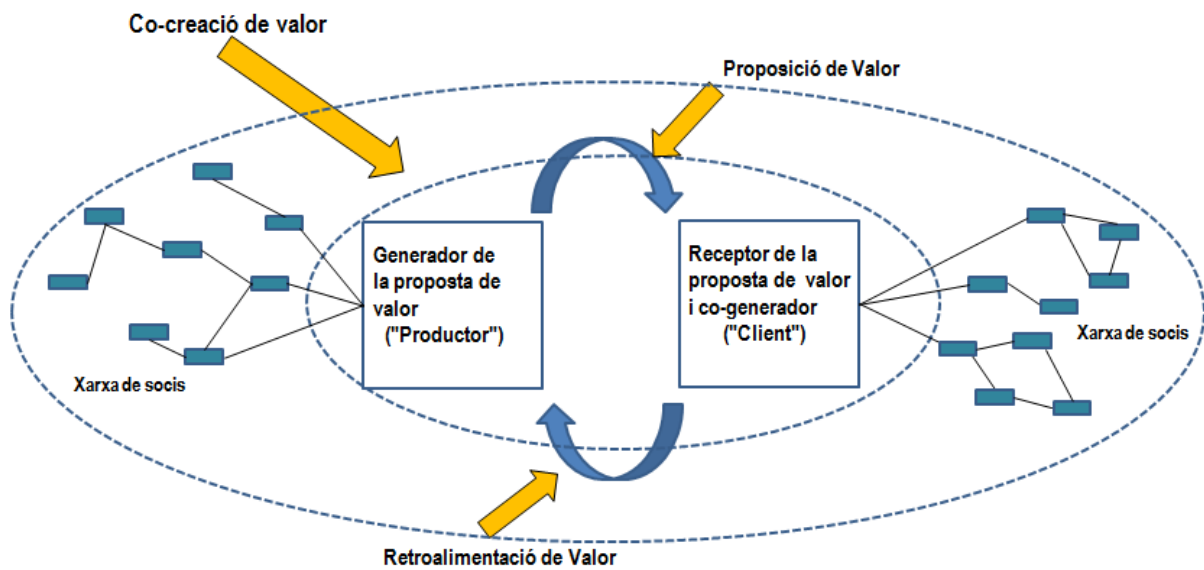 Co-creació de valor
Proposició de Valor
Generador de
la proposta de
valor
("Productor")
Receptor de la
proposta de valor
i co-generador
("Client")
Xarxa de socis
Xarxa de socis
Retroalimentació de Valor